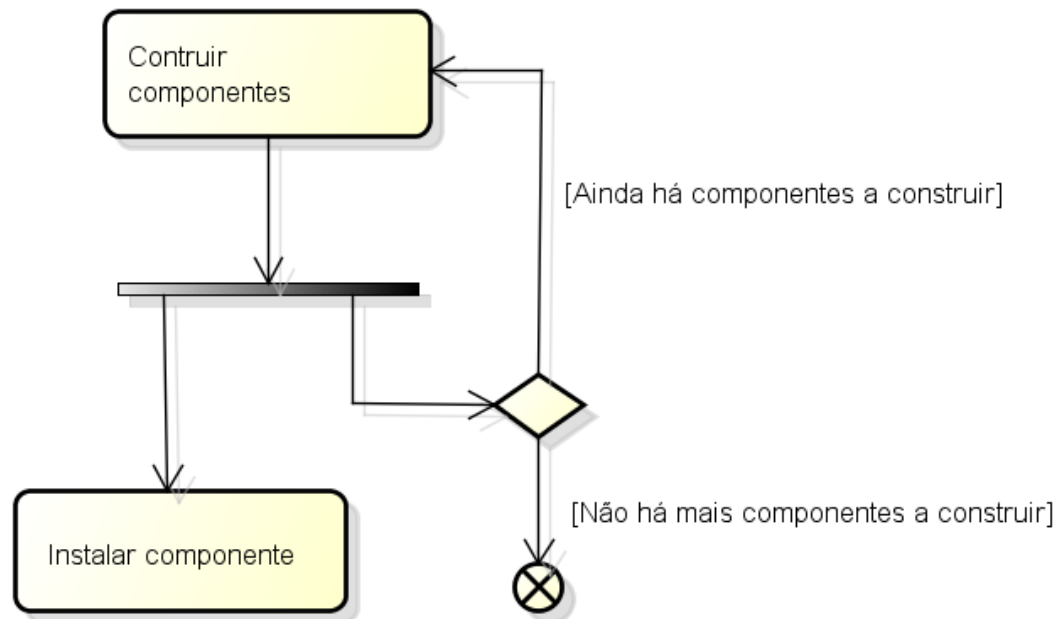 Contruir
componentes
[Ainda há componentes a construir]
Instalar componente
[Não há mais componentes a construir]